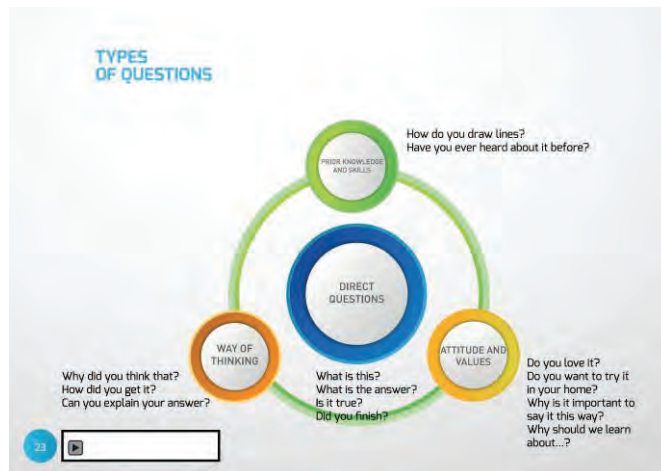 TYPES
OF QUESTIONS
How do you draw lines?
Have you ever heard about it before?
PRIOR KNOWLEDGE
AND SKILLS
DIRECT
QUESTIONS
WAY OF
THINKING
ATTITUDE AND
VALUES
Why did you think that?
How did you get it?
Can you explain your answer?
What is this?
What is the answer?
Is it true?
Did you finish?
Do you love it?
Do you want to try it
in your home?
Why is it important to
say it this way?
Why should we learn
about...?
23